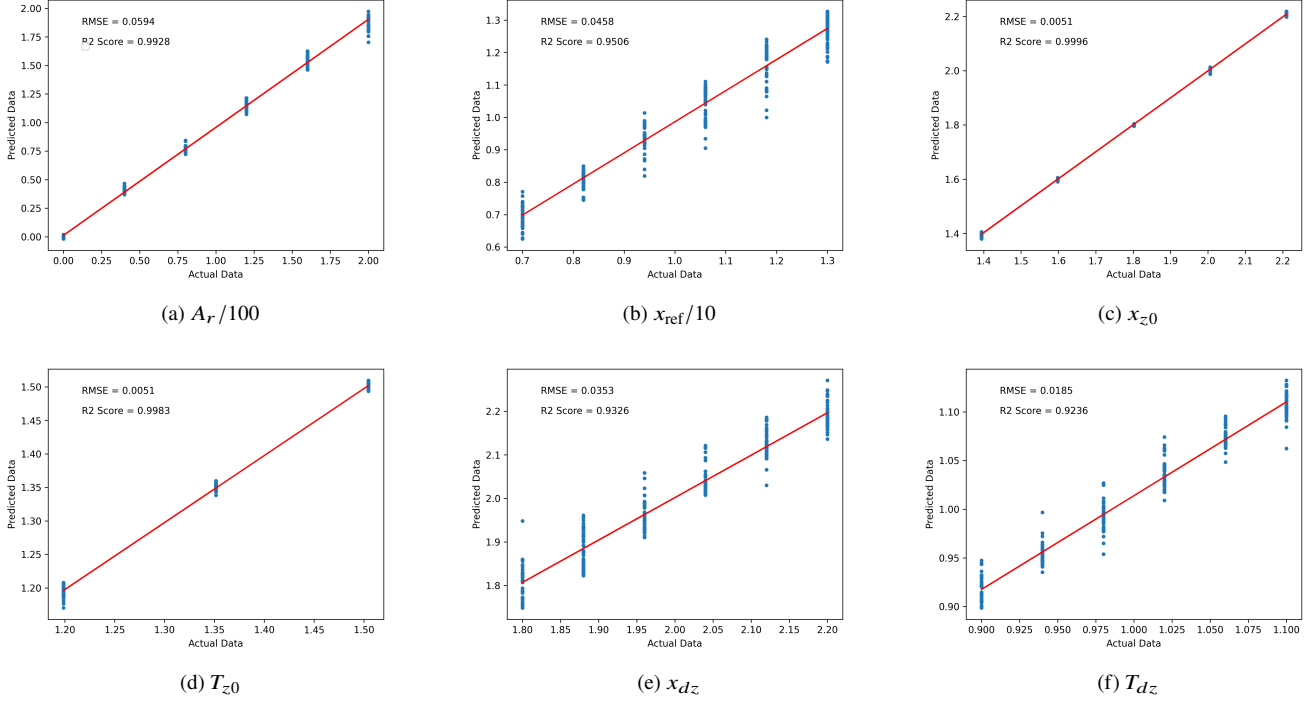 2.00
1.75
1.50
1.25
1.00
0.75
0.50
0.25
0.00
Predicted Data
RMSE = 0.0594
R2 Score = 0.9928
0.00 0.25 0.50 0.75 1.00 1.25 1.50 1.75 2.00
Actual Data
(a) A_r/100
1.3
1.2
1.1
1.0
0.9
0.8
0.7
0.6
Predicted Data
RMSE = 0.0458
R2 Score = 0.9506
0.7 0.8 0.9 1.0 1.1 1.2 1.3
Actual Data
(b) x_ref/10
2.2
2.0
1.8
1.6
1.4
Predicted Data
RMSE = 0.0051
R2 Score = 0.9996
1.4 1.5 1.6 1.7 1.8 1.9 2.0 2.1 2.2
Actual Data
(c) x_z0
1.50
1.45
1.40
1.35
1.30
1.25
1.20
Predicted Data
RMSE = 0.0051
R2 Score = 0.9983
1.20 1.25 1.30 1.35 1.40 1.45 1.50
Actual Data
(d) T_z0
2.2
2.1
2.0
1.9
1.8
Predicted Data
RMSE = 0.0353
R2 Score = 0.9326
1.80 1.85 1.90 1.95 2.00 2.05 2.10 2.15 2.20
Actual Data
(e) x_dz
1.10
1.05
1.00
0.95
0.90
Predicted Data
RMSE = 0.0185
R2 Score = 0.9236
0.900 0.925 0.950 0.975 1.000 1.025 1.050 1.075 1.100
Actual Data
(f) T_dz